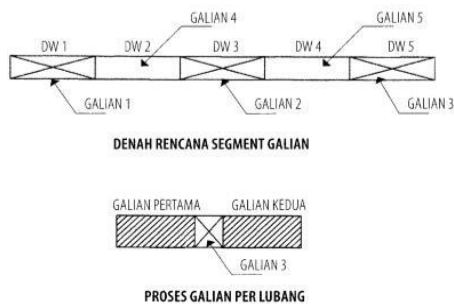 GALIAN 4 GALIAN 5
DW 1 DW 2 DW 3 DW 4 DW 5
GALIAN 1 GALIAN 2 GALIAN 3
DENAH RENCANA SEGMENT GALIAN
GALIAN PERTAMA GALIAN KEDUA
GALIAN 3
PROSES GALIAN PER LUBANG